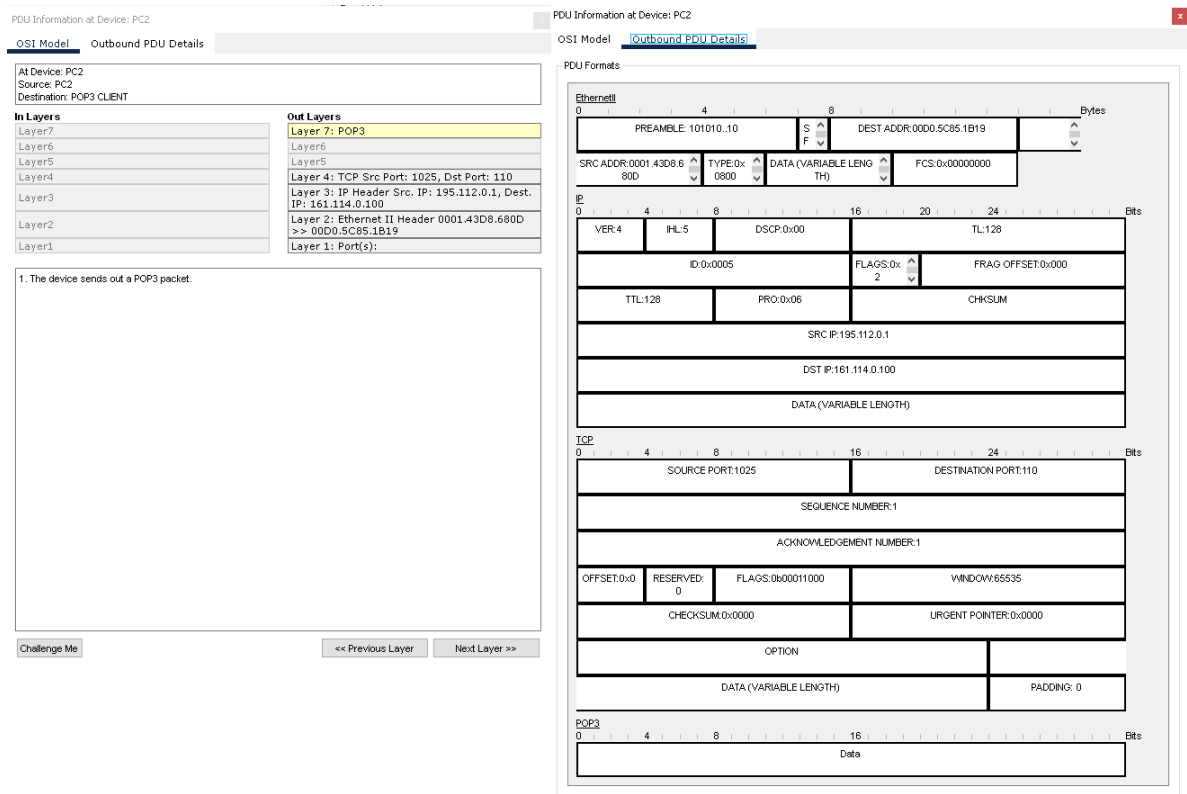 PDU Information at Device: PC2
OSI Model Outbound PDU Details
At Device: PC2
Source: PC2
Destination: POP3 CLIENT
In Layers
Layer7
Layer6
Layer5
Layer4
Layer3
Layer2
Layer1
Out Layers
Layer 7: POP3
Layer6
Layer5
Layer 4: TCP Src Port: 1025, Dst Port: 110
Layer 3: IP Header Src. IP: 195.112.0.1, Dest.
IP: 161.114.0.100
Layer 2: Ethernet II Header 0001.43D8.680D
>> 00D0.5C85.1B19
Layer 1: Port(s):
1. The device sends out a POP3 packet.
Challenge Me << Previous Layer Next Layer >>
PDU Information at Device: PC2
x
OSI Model Outbound PDU Details
PDU Formats
EthernetII
0 4 8 Bytes
PREAMBLE: 101010..10 S DEST ADDR:00D0.5C85.1B19
F
SRC ADDR:0001.43D8.6 TYPE:0x DATA (VARIABLE LENG FCS:0x00000000
80D 0800 TH)
IP
0 4 8 16 20 24 Bits
VER:4 IHL:5 DSCP:0x00 TL:128
ID:0x0005 FLAGS:0x FRAG OFFSET:0x000
2
TTL:128 PRO:0x06 CHKSUM
SRC IP:195.112.0.1
DST IP:161.114.0.100
DATA (VARIABLE LENGTH)
TCP
0 4 8 16 24 Bits
SOURCE PORT:1025 DESTINATION PORT:110
SEQUENCE NUMBER:1
ACKNOWLEDGEMENT NUMBER:1
OFFSET:0x0 RESERVED: FLAGS:0b00011000 WINDOW:65535
0
CHECKSUM:0x0000 URGENT POINTER:0x0000
OPTION
DATA (VARIABLE LENGTH) PADDING: 0
POP3
0 4 8 16 Bits
Data